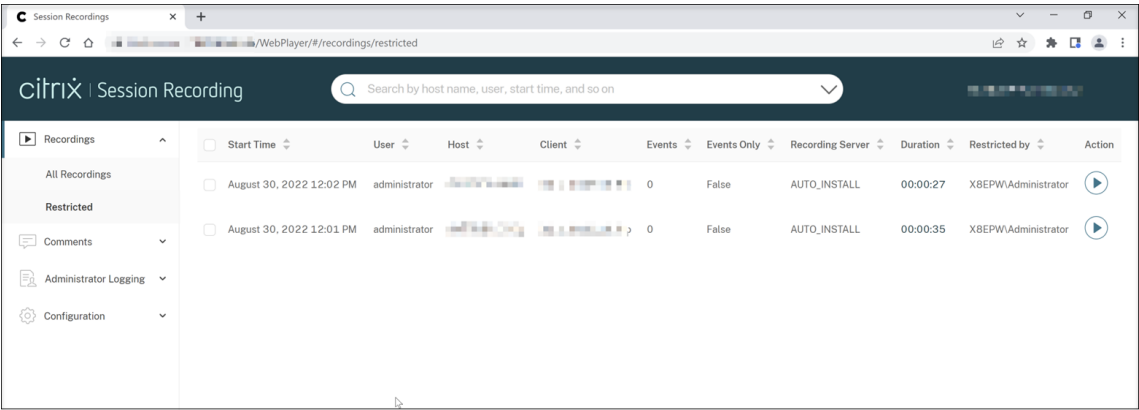 Session Recordings
/WebPlayer/#/recordings/restricted
citrix | Session Recording
Search by host name, user, start time, and so on
Recordings
All Recordings
Restricted
Comments
Administrator Logging
Configuration
Start Time User Host Client Events Events Only Recording Server Duration Restricted by Action
August 30, 2022 12:02 PM administrator 0 False AUTO_INSTALL 00:00:27 X8EPW\Administrator
August 30, 2022 12:01 PM administrator 0 False AUTO_INSTALL 00:00:35 X8EPW\Administrator